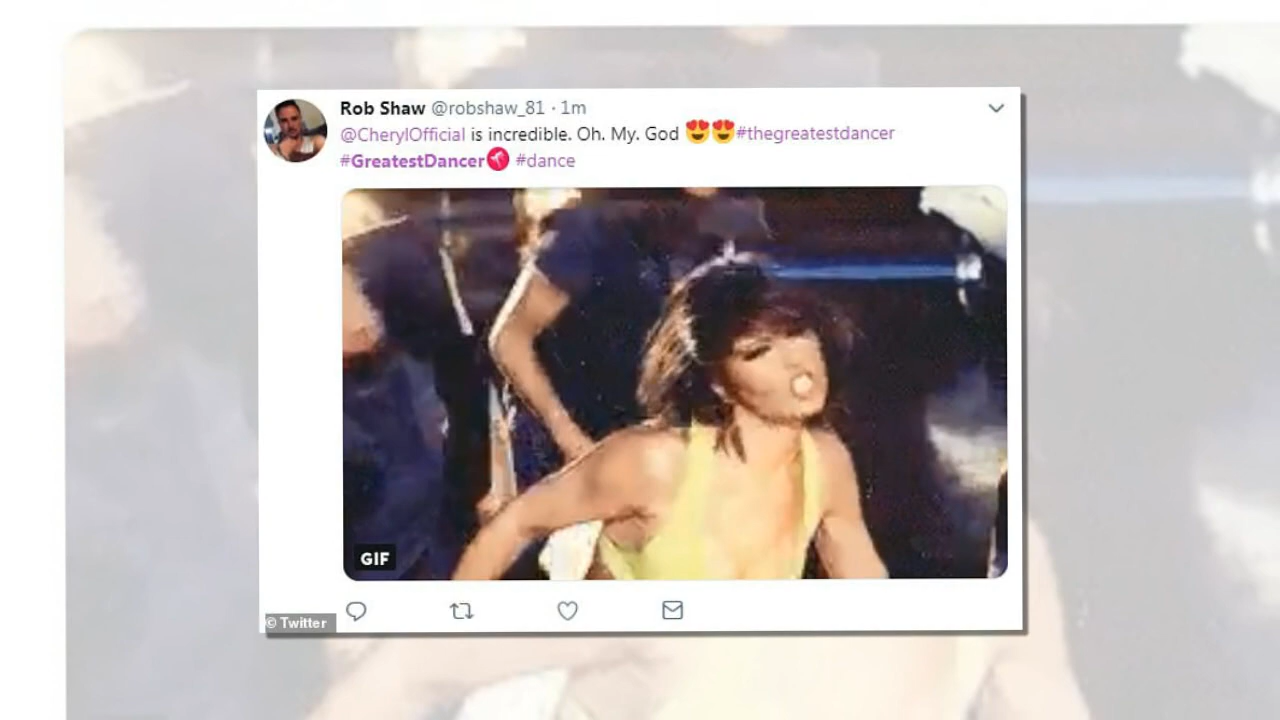 Rob Shaw @robshaw_81 · 1m
@CherylOfficial is incredible. Oh. My. God 😍😍#thegreatestdancer
#GreatestDancer #dance
GIF
© Twitter